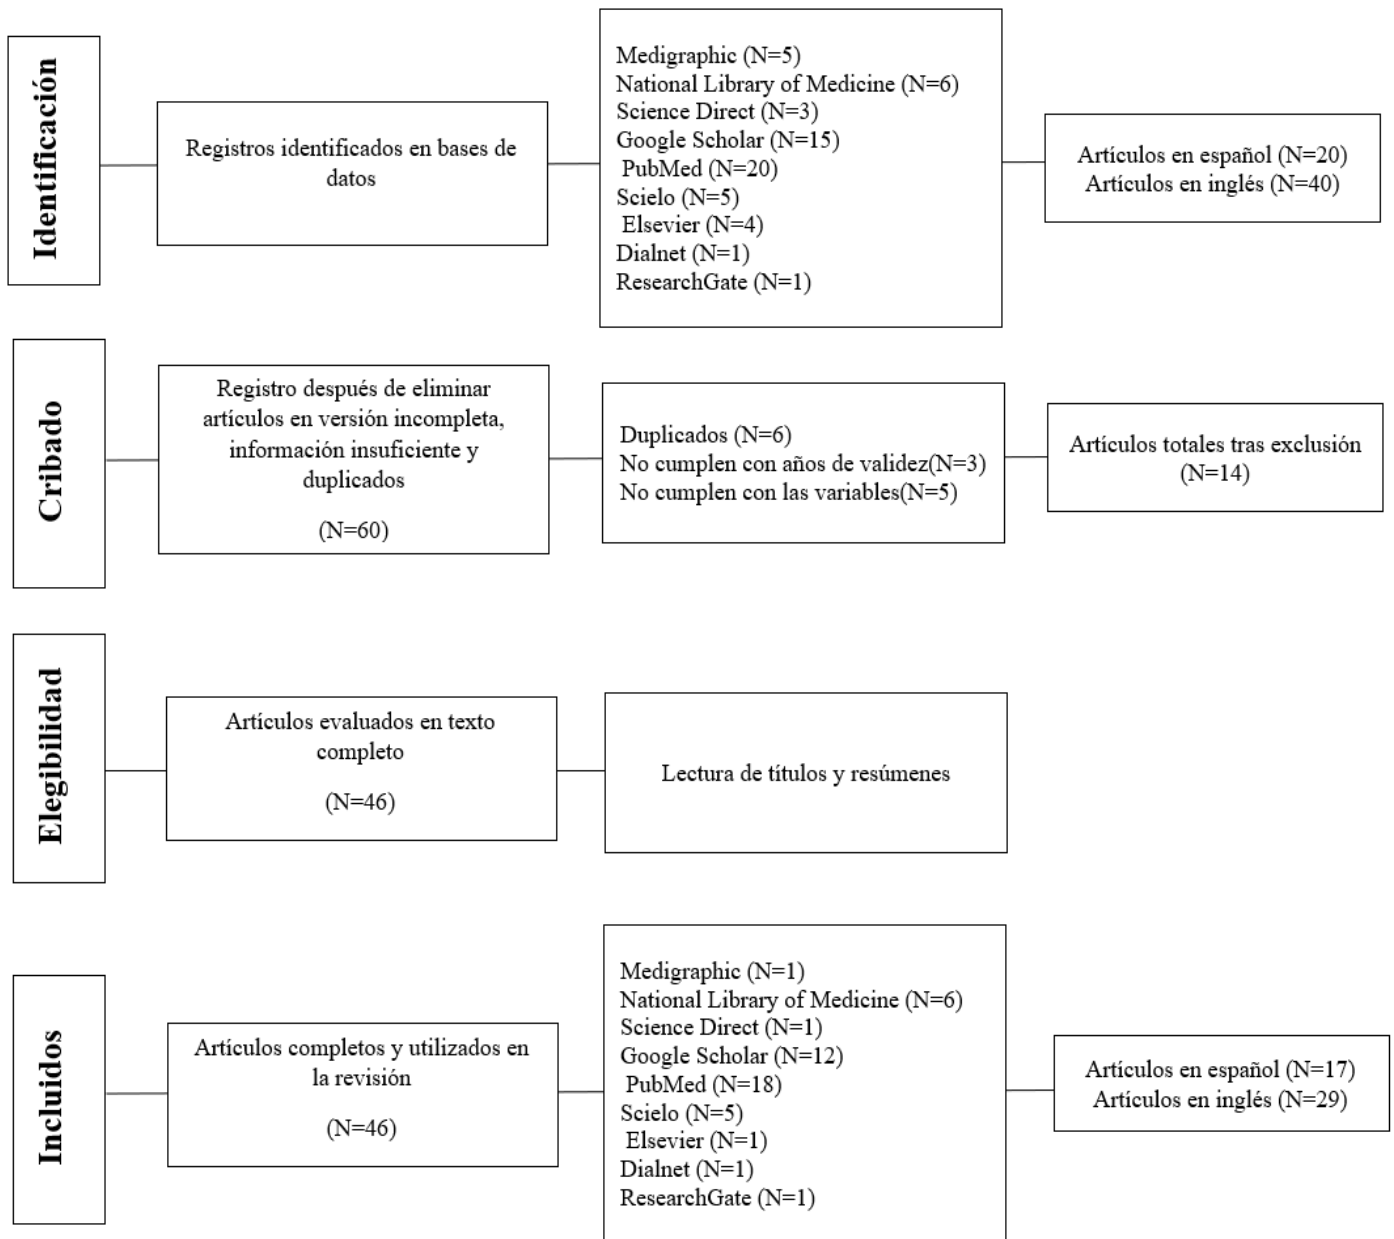 Identificación
Registros identificados en bases de
datos
Medigraphic (N=5)
National Library of Medicine (N=6)
Science Direct (N=3)
Google Scholar (N=15)
PubMed (N=20)
Scielo (N=5)
Elsevier (N=4)
Dialnet (N=1)
ResearchGate (N=1)
Artículos en español (N=20)
Artículos en inglés (N=40)
Cribado
Registro después de eliminar
artículos en versión incompleta,
información insuficiente y
duplicados
(N=60)
Duplicados (N=6)
No cumplen con años de validez(N=3)
No cumplen con las variables(N=5)
Artículos totales tras exclusión
(N=14)
Elegibilidad
Artículos evaluados en texto
completo
(N=46)
Lectura de títulos y resúmenes
Incluidos
Artículos completos y utilizados en
la revisión
(N=46)
Medigraphic (N=1)
National Library of Medicine (N=6)
Science Direct (N=1)
Google Scholar (N=12)
PubMed (N=18)
Scielo (N=5)
Elsevier (N=1)
Dialnet (N=1)
ResearchGate (N=1)
Artículos en español (N=17)
Artículos en inglés (N=29)